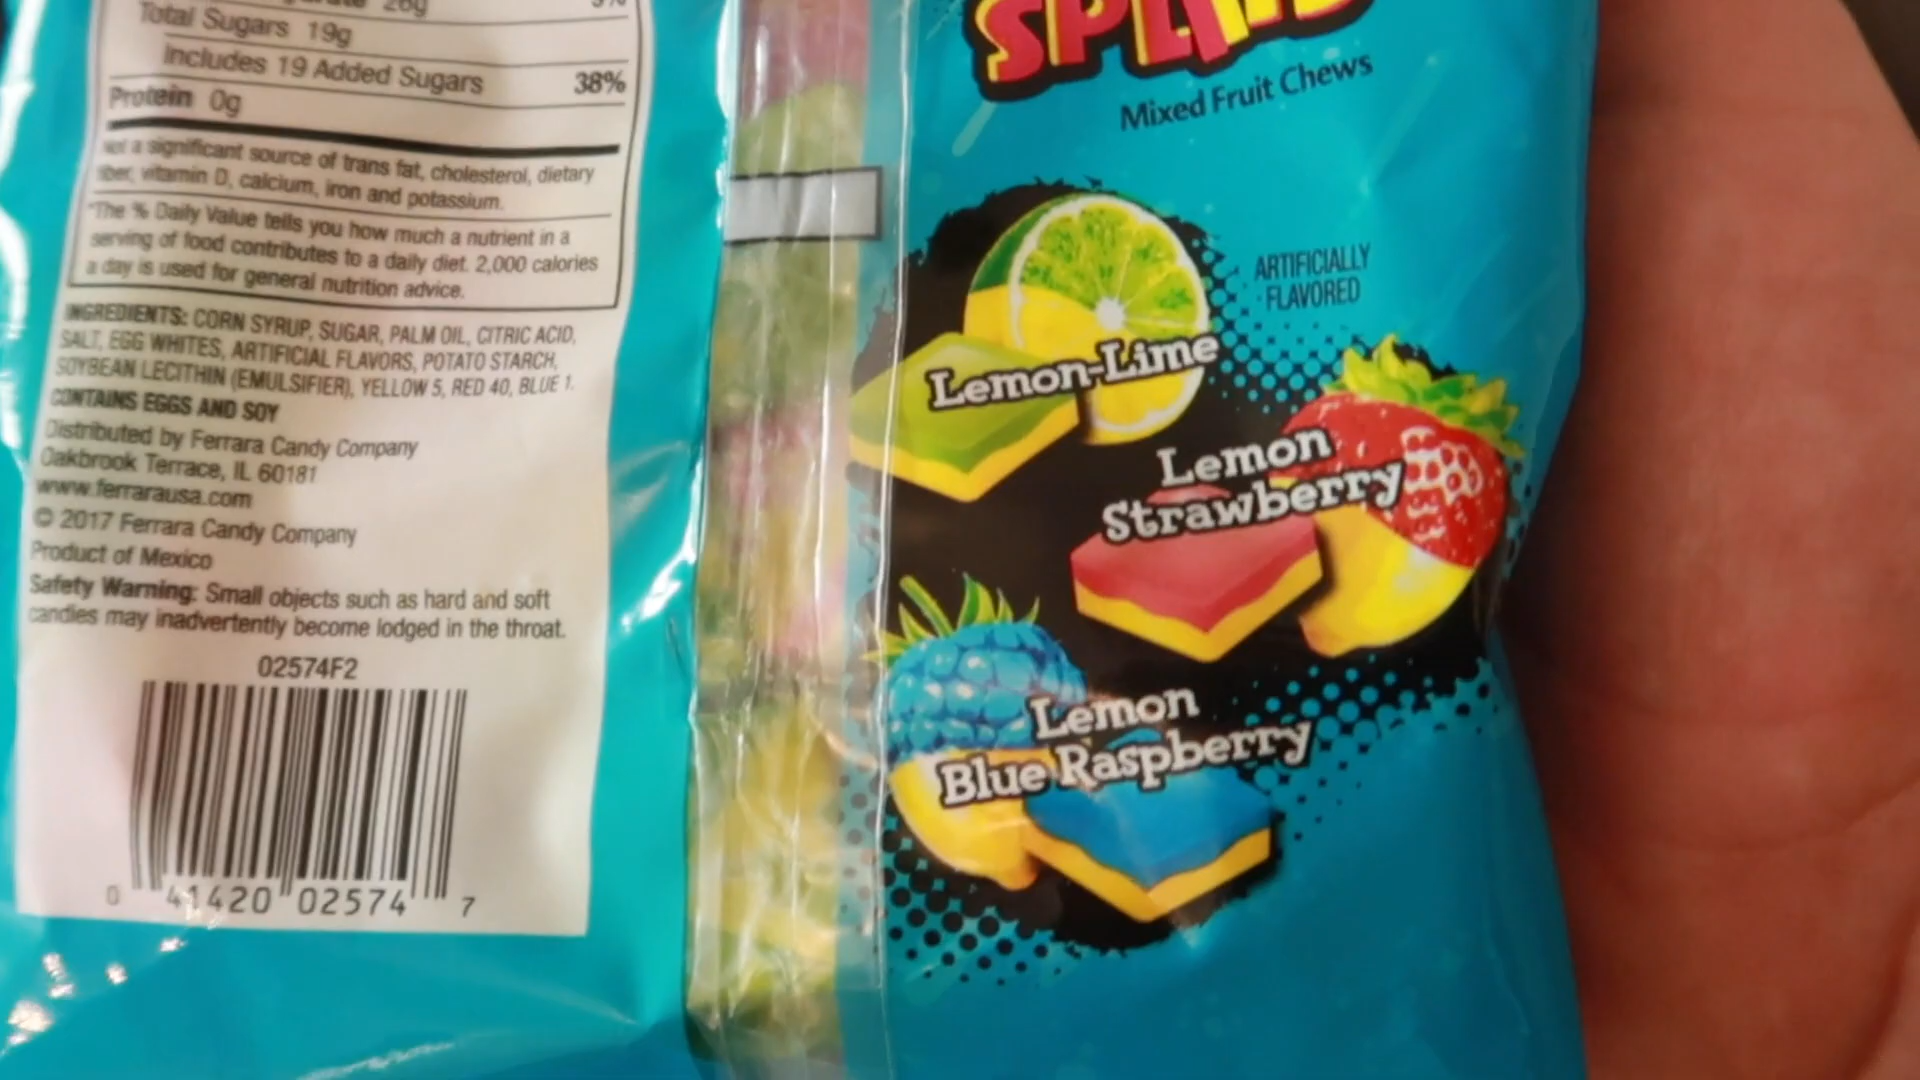 26g
Total Sugars 19g
Includes 19 Added Sugars 38%
Protein 0g
Not a significant source of trans fat, cholesterol, dietary
fiber, vitamin D, calcium, iron and potassium.
*The % Daily Value tells you how much a nutrient in a
serving of food contributes to a daily diet. 2,000 calories
a day is used for general nutrition advice.
INGREDIENTS: CORN SYRUP, SUGAR, PALM OIL, CITRIC ACID,
SALT, EGG WHITES, ARTIFICIAL FLAVORS, POTATO STARCH,
SOYBEAN LECITHIN (EMULSIFIER), YELLOW 5, RED 40, BLUE 1.
CONTAINS EGGS AND SOY
Distributed by Ferrara Candy Company
Oakbrook Terrace, IL 60181
www.ferrarausa.com
© 2017 Ferrara Candy Company
Product of Mexico
Safety Warning: Small objects such as hard and soft
candies may inadvertently become lodged in the throat.
02574F2
0 41420 02574 7
Mixed Fruit Chews
ARTIFICIALLY
FLAVORED
Lemon-Lime
Lemon
Strawberry
Lemon
Blue Raspberry